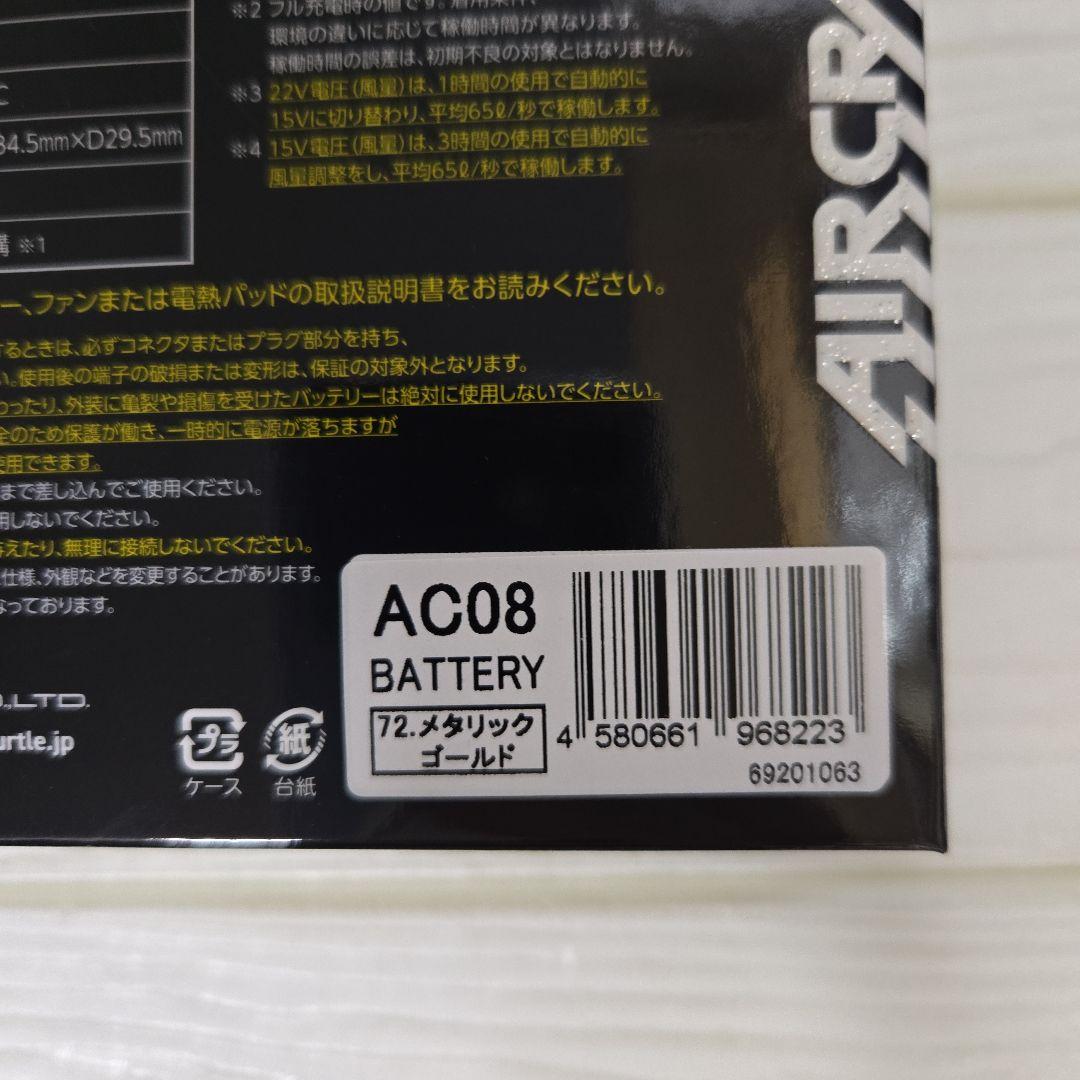 ※2 フル充電時の値です。着用条件、
環境の違いに応じて稼働時間が異なります。
稼働時間の誤差は、初期不良の対象とはなりません。
C
※3 22V電圧(風量)は、1時間の使用で自動的に
15Vに切り替わり、平均65ℓ/秒で稼働します。
34.5mm×D29.5mm
※4 15V電圧(風量)は、3時間の使用で自動的に
風量調整をし、平均65ℓ/秒で稼働します。
構 ※1
ー、ファンまたは電熱パッドの取扱説明書をお読みください。
するときは、必ずコネクタまたはプラグ部分を持ち、
い。使用後の端子の破損または変形は、保証の対象外となります。
わったり、外装に亀裂や損傷を受けたバッテリーは絶対に使用しないでください。
全のため保護が働き、一時的に電源が落ちますが
使用できます。
まで差し込んでご使用ください。
用しないでください。
与えたり、無理に接続しないでください。
仕様、外観などを変更することがあります。
なっております。
O.,LTD.
urtle.jp
プラ
ケース
紙
台紙
AC08
BATTERY
72.メタリック
ゴールド
4 580661 968223
69201063
AIRCR